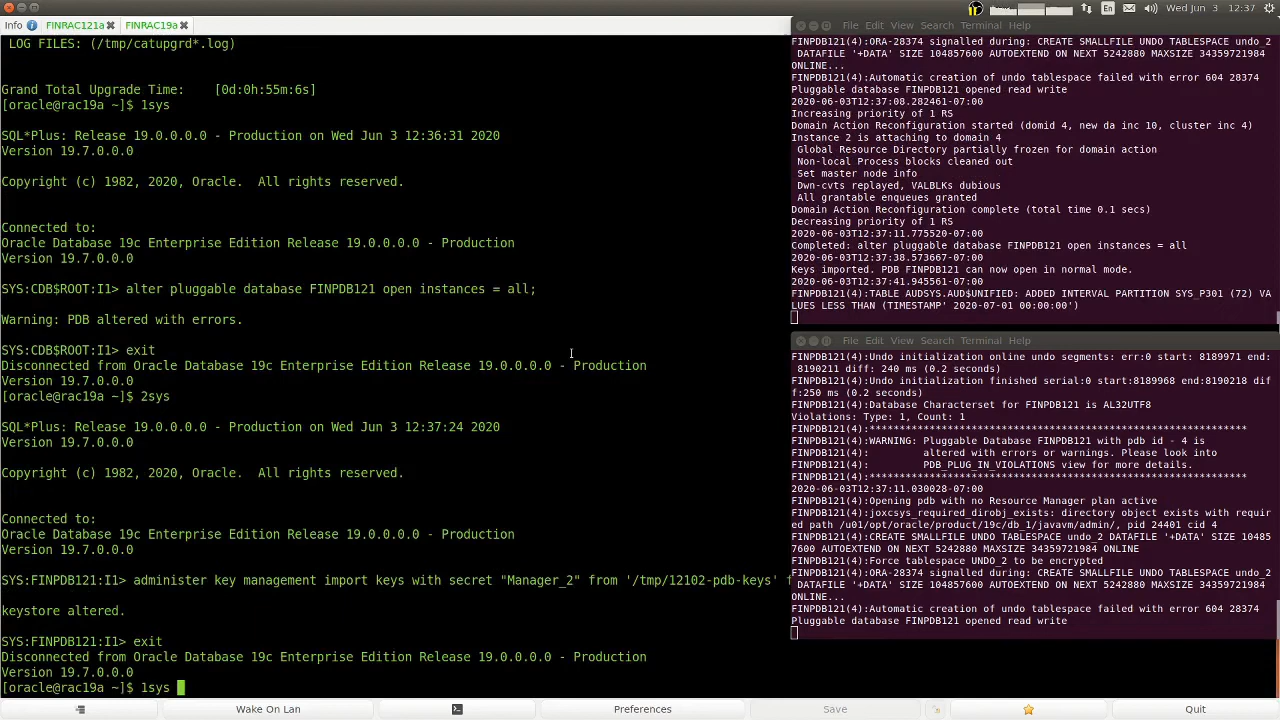 En
Wed Jun 3
12:37
Info
FINRAC121a
FINRAC19a
LOG FILES: (/tmp/catupgrd*.log)
Grand Total Upgrade Time:    [0d:0h:55m:6s]
[oracle@rac19a ~]$ 1sys
SQL*Plus: Release 19.0.0.0.0 - Production on Wed Jun 3 12:36:31 2020
Version 19.7.0.0.0
Copyright (c) 1982, 2020, Oracle.  All rights reserved.
Connected to:
Oracle Database 19c Enterprise Edition Release 19.0.0.0.0 - Production
Version 19.7.0.0.0
SYS:CDB$ROOT:I1> alter pluggable database FINPDB121 open instances = all;
Warning: PDB altered with errors.
SYS:CDB$ROOT:I1> exit
Disconnected from Oracle Database 19c Enterprise Edition Release 19.0.0.0.0 - Production
Version 19.7.0.0.0
[oracle@rac19a ~]$ 2sys
SQL*Plus: Release 19.0.0.0.0 - Production on Wed Jun 3 12:37:24 2020
Version 19.7.0.0.0
Copyright (c) 1982, 2020, Oracle.  All rights reserved.
Connected to:
Oracle Database 19c Enterprise Edition Release 19.0.0.0.0 - Production
Version 19.7.0.0.0
SYS:FINPDB121:I1> administer key management import keys with secret "Manager_2" from '/tmp/12102-pdb-keys' f
keystore altered.
SYS:FINPDB121:I1> exit
Disconnected from Oracle Database 19c Enterprise Edition Release 19.0.0.0.0 - Production
Version 19.7.0.0.0
[oracle@rac19a ~]$ 1sys
File Edit View Search Terminal Help
FINPDB121(4):ORA-28374 signalled during: CREATE SMALLFILE UNDO TABLESPACE undo_2
DATAFILE '+DATA' SIZE 104857600 AUTOEXTEND ON NEXT 5242880 MAXSIZE 34359721984
ONLINE...
FINPDB121(4):Automatic creation of undo tablespace failed with error 604 28374
Pluggable database FINPDB121 opened read write
2020-06-03T12:37:08.282461-07:00
Increasing priority of 1 RS
Domain Action Reconfiguration started (domid 4, new da inc 10, cluster inc 4)
Instance 2 is attaching to domain 4
Global Resource Directory partially frozen for domain action
Non-local Process blocks cleaned out
Set master node info
Dwn-cvts replayed, VALBLKs dubious
All grantable enqueues granted
Domain Action Reconfiguration complete (total time 0.1 secs)
Decreasing priority of 1 RS
2020-06-03T12:37:11.775520-07:00
Completed: alter pluggable database FINPDB121 open instances = all
2020-06-03T12:37:38.573667-07:00
Keys imported. PDB FINPDB121 can now open in normal mode.
2020-06-03T12:37:41.945561-07:00
FINPDB121(4):TABLE AUDSYS.AUD$UNIFIED: ADDED INTERVAL PARTITION SYS_P301 (72) VA
LUES LESS THAN (TIMESTAMP' 2020-07-01 00:00:00')
File Edit View Search Terminal Help
FINPDB121(4):Undo initialization online undo segments: err:0 start: 8189971 end:
8190211 diff: 240 ms (0.2 seconds)
FINPDB121(4):Undo initialization finished serial:0 start:8189968 end:8190218 dif
f:250 ms (0.2 seconds)
FINPDB121(4):Database Characterset for FINPDB121 is AL32UTF8
Violations: Type: 1, Count: 1
FINPDB121(4):***************************************************************
FINPDB121(4):WARNING: Pluggable Database FINPDB121 with pdb id - 4 is
FINPDB121(4):         altered with errors or warnings. Please look into
FINPDB121(4):         PDB_PLUG_IN_VIOLATIONS view for more details.
FINPDB121(4):***************************************************************
2020-06-03T12:37:11.030028-07:00
FINPDB121(4):Opening pdb with no Resource Manager plan active
FINPDB121(4):joxcsys_required_dirobj_exists: directory object exists with requir
ed path /u01/opt/oracle/product/19c/db_1/javavm/admin/, pid 24401 cid 4
FINPDB121(4):CREATE SMALLFILE UNDO TABLESPACE undo_2 DATAFILE '+DATA' SIZE 10485
7600 AUTOEXTEND ON NEXT 5242880 MAXSIZE 34359721984 ONLINE
FINPDB121(4):Force tablespace UNDO_2 to be encrypted
FINPDB121(4):ORA-28374 signalled during: CREATE SMALLFILE UNDO TABLESPACE undo_2
DATAFILE '+DATA' SIZE 104857600 AUTOEXTEND ON NEXT 5242880 MAXSIZE 34359721984
ONLINE...
FINPDB121(4):Automatic creation of undo tablespace failed with error 604 28374
Pluggable database FINPDB121 opened read write
Wake On Lan
Preferences
Save
Quit